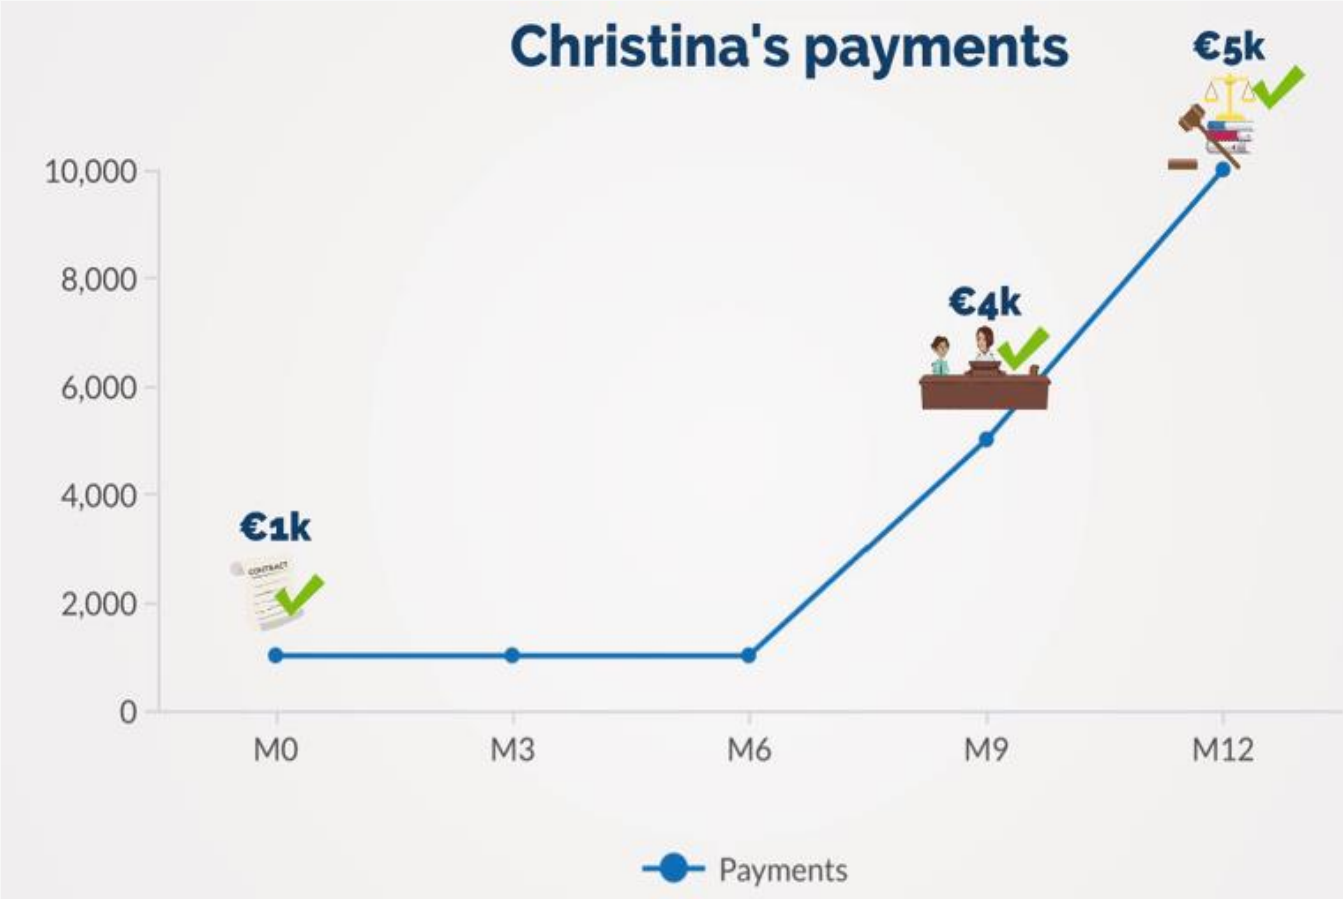 Christina's payments
€5k
10,000
8,000
€4k
6,000
4,000
€1k
CONTRACT
2,000
0
M0 M3 M6 M9 M12
Payments